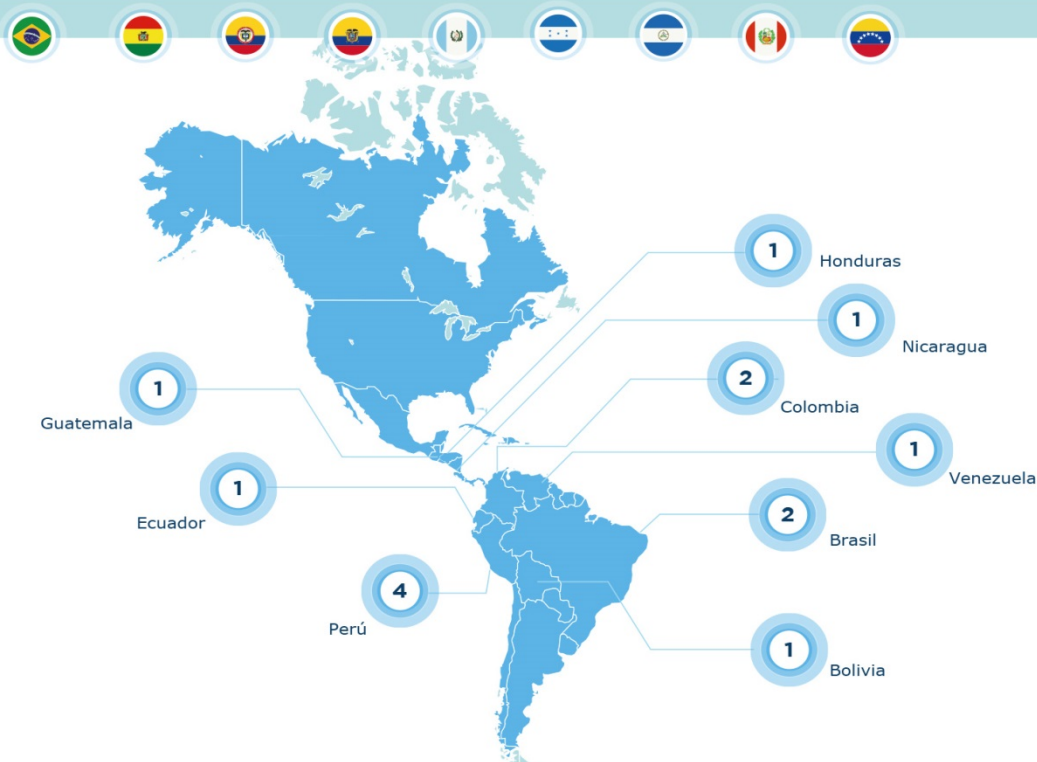 1
Honduras
1
Nicaragua
2
Colombia
1
Guatemala
1
Venezuela
1
Ecuador
2
Brasil
4
Perú
1
Bolivia